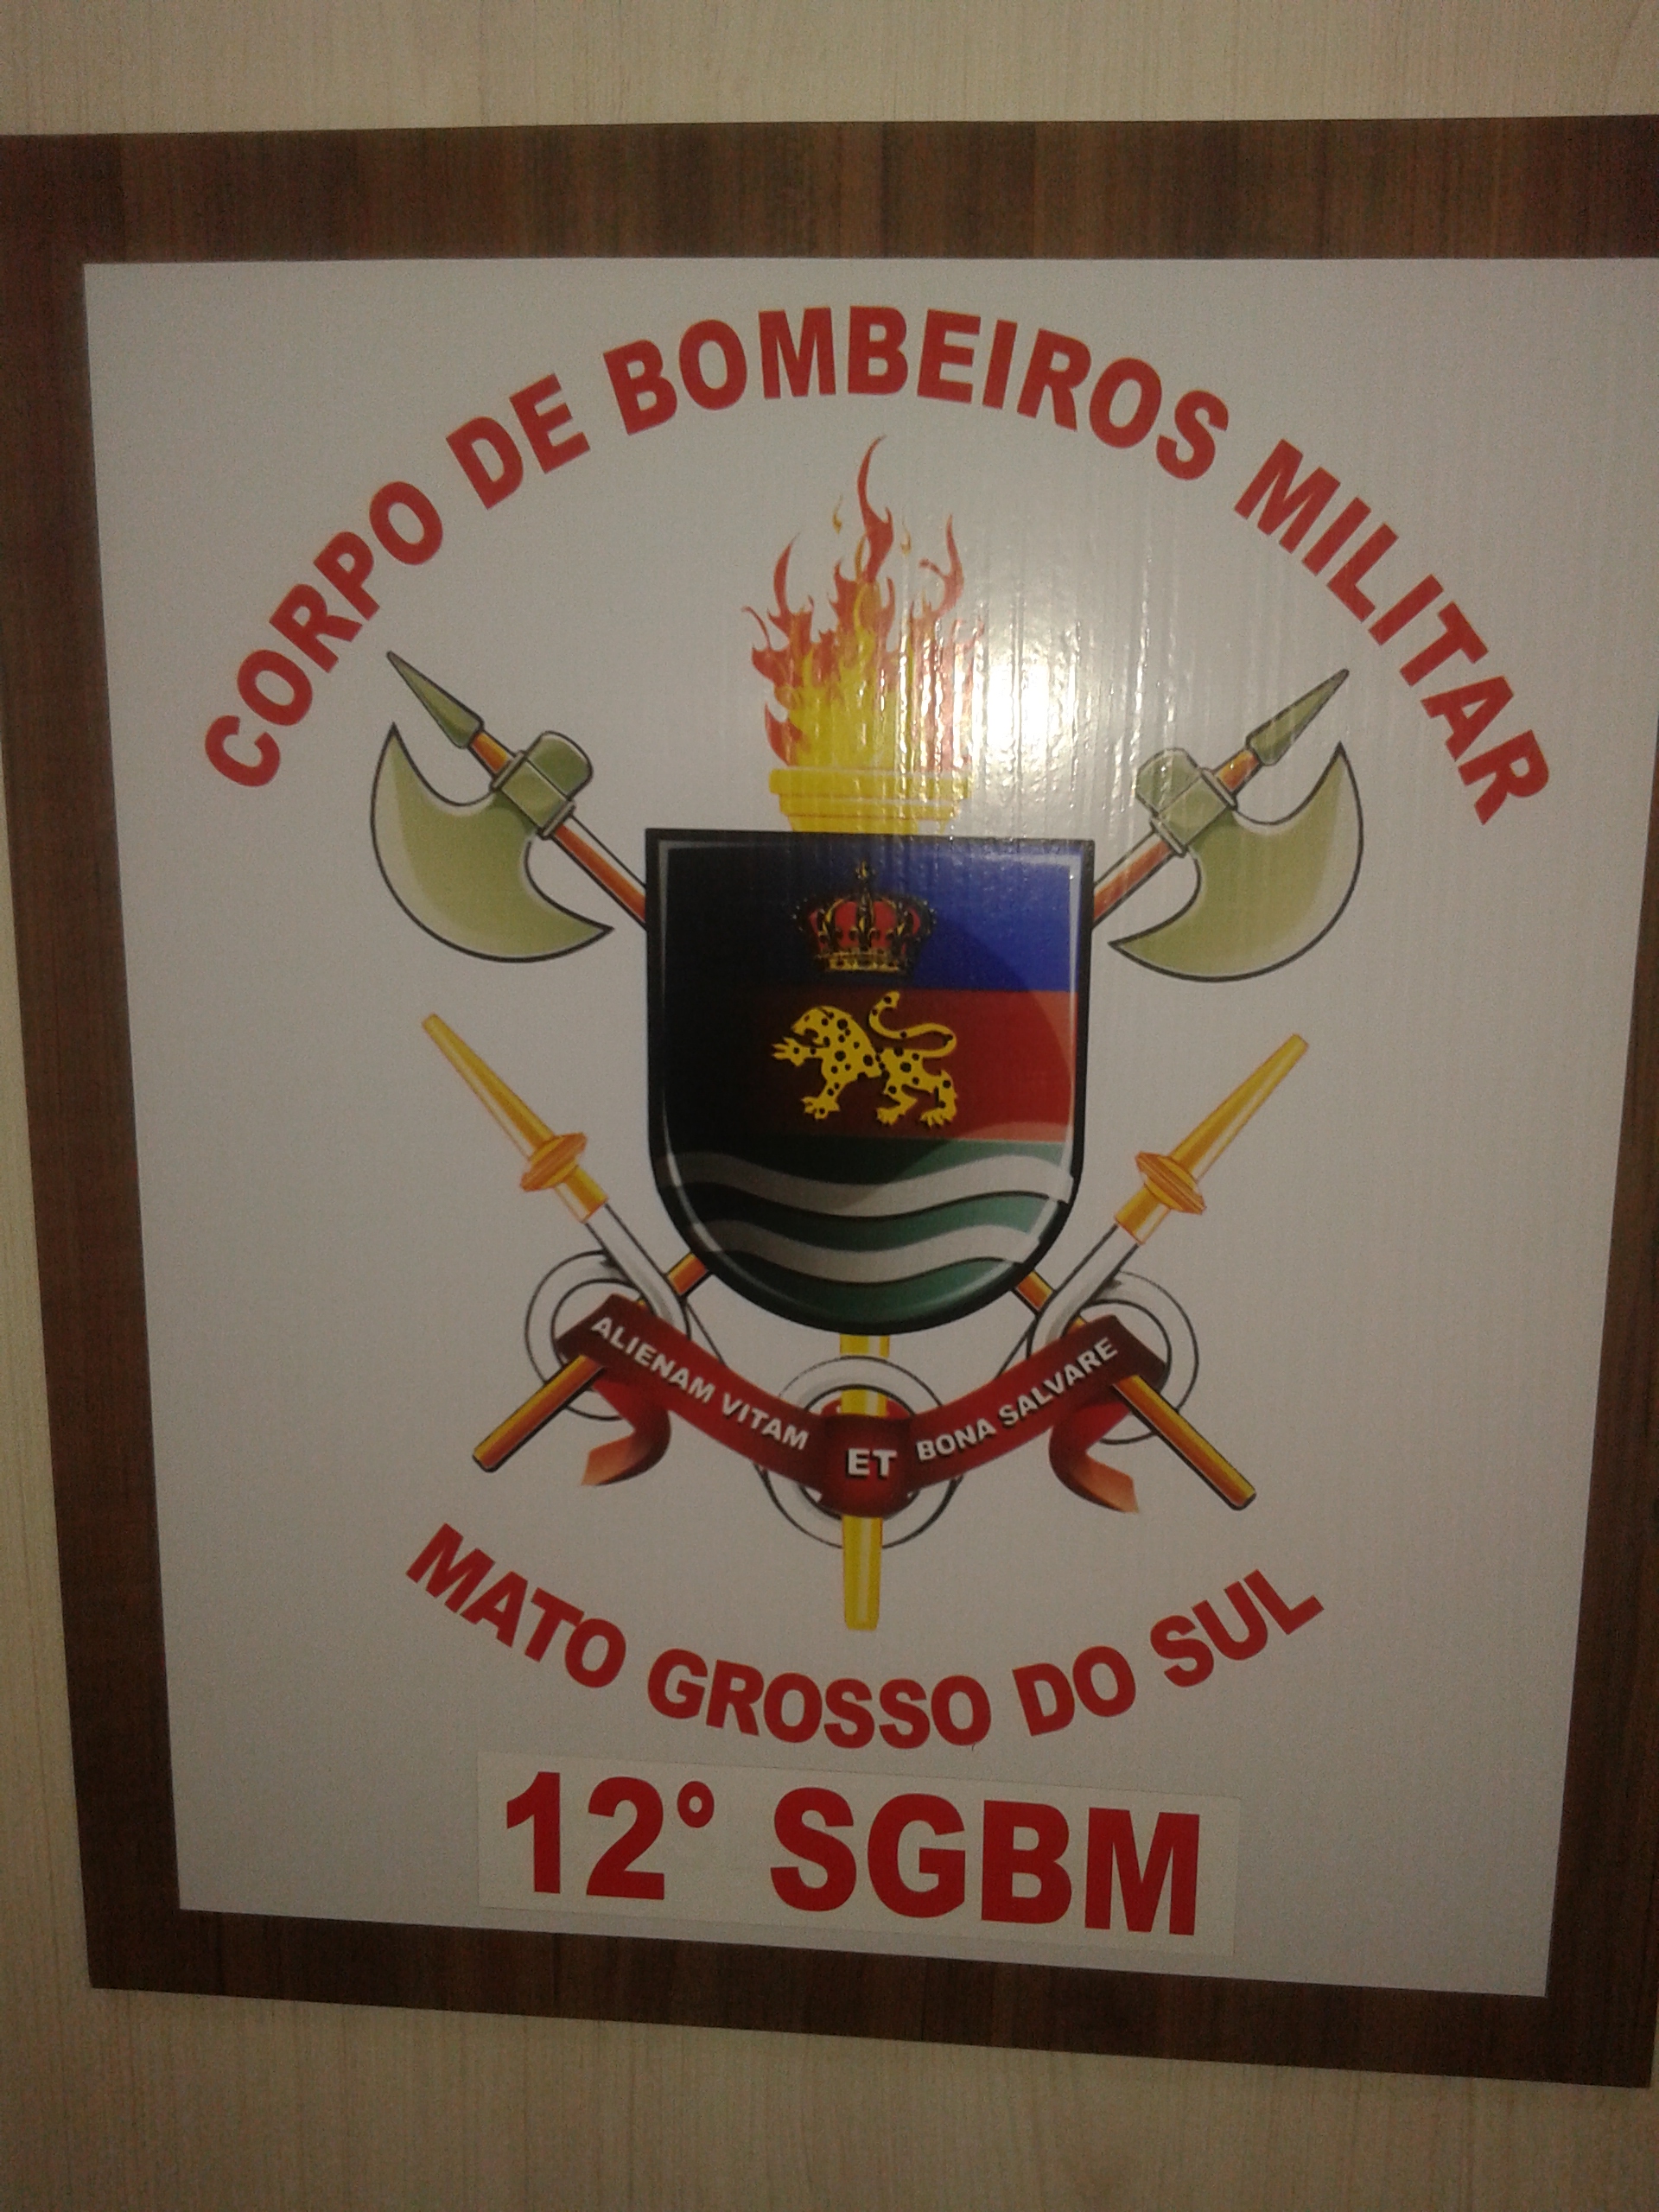 CORPO DE BOMBEIROS MILITAR
ALIENAM VITAM ET BONA SALVARE
MATO GROSSO DO SUL
12° SGBM